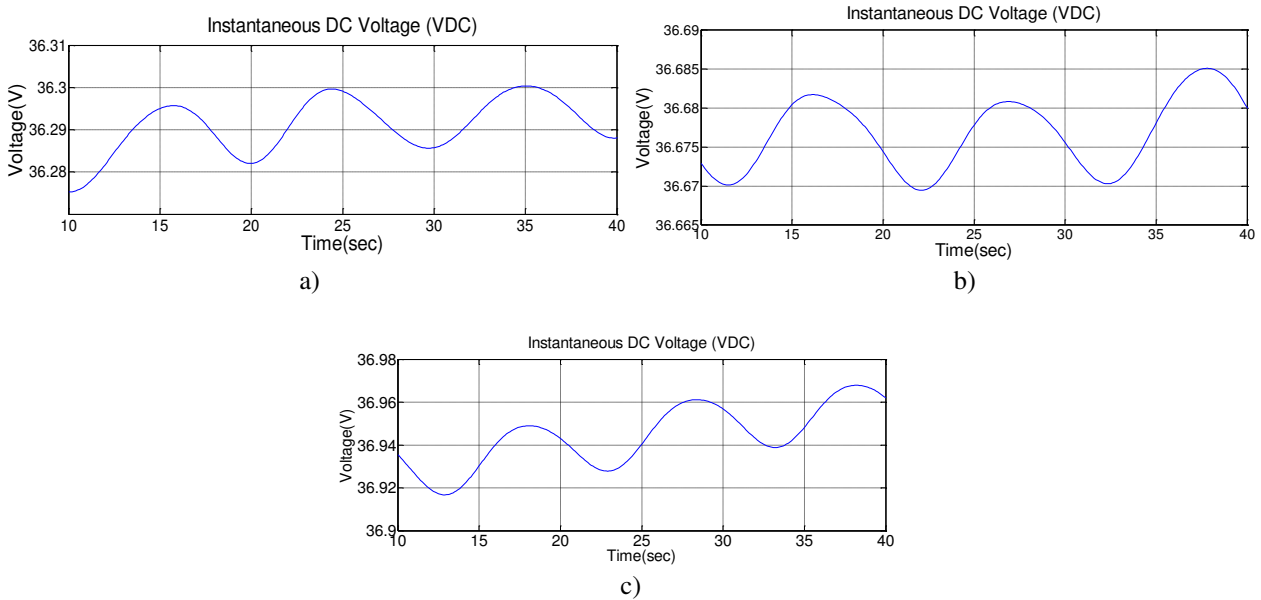 Instantaneous DC Voltage (VDC)
36.31
36.3
36.29
36.28
Voltage(V)
10 15 20 25 30 35 40
Time(sec)
a)
Instantaneous DC Voltage (VDC)
36.69
36.685
36.68
36.675
36.67
36.665
Voltage(V)
10 15 20 25 30 35 40
Time(sec)
b)
Instantaneous DC Voltage (VDC)
36.98
36.96
36.94
36.92
36.9
Voltage(V)
10 15 20 25 30 35 40
Time(sec)
c)